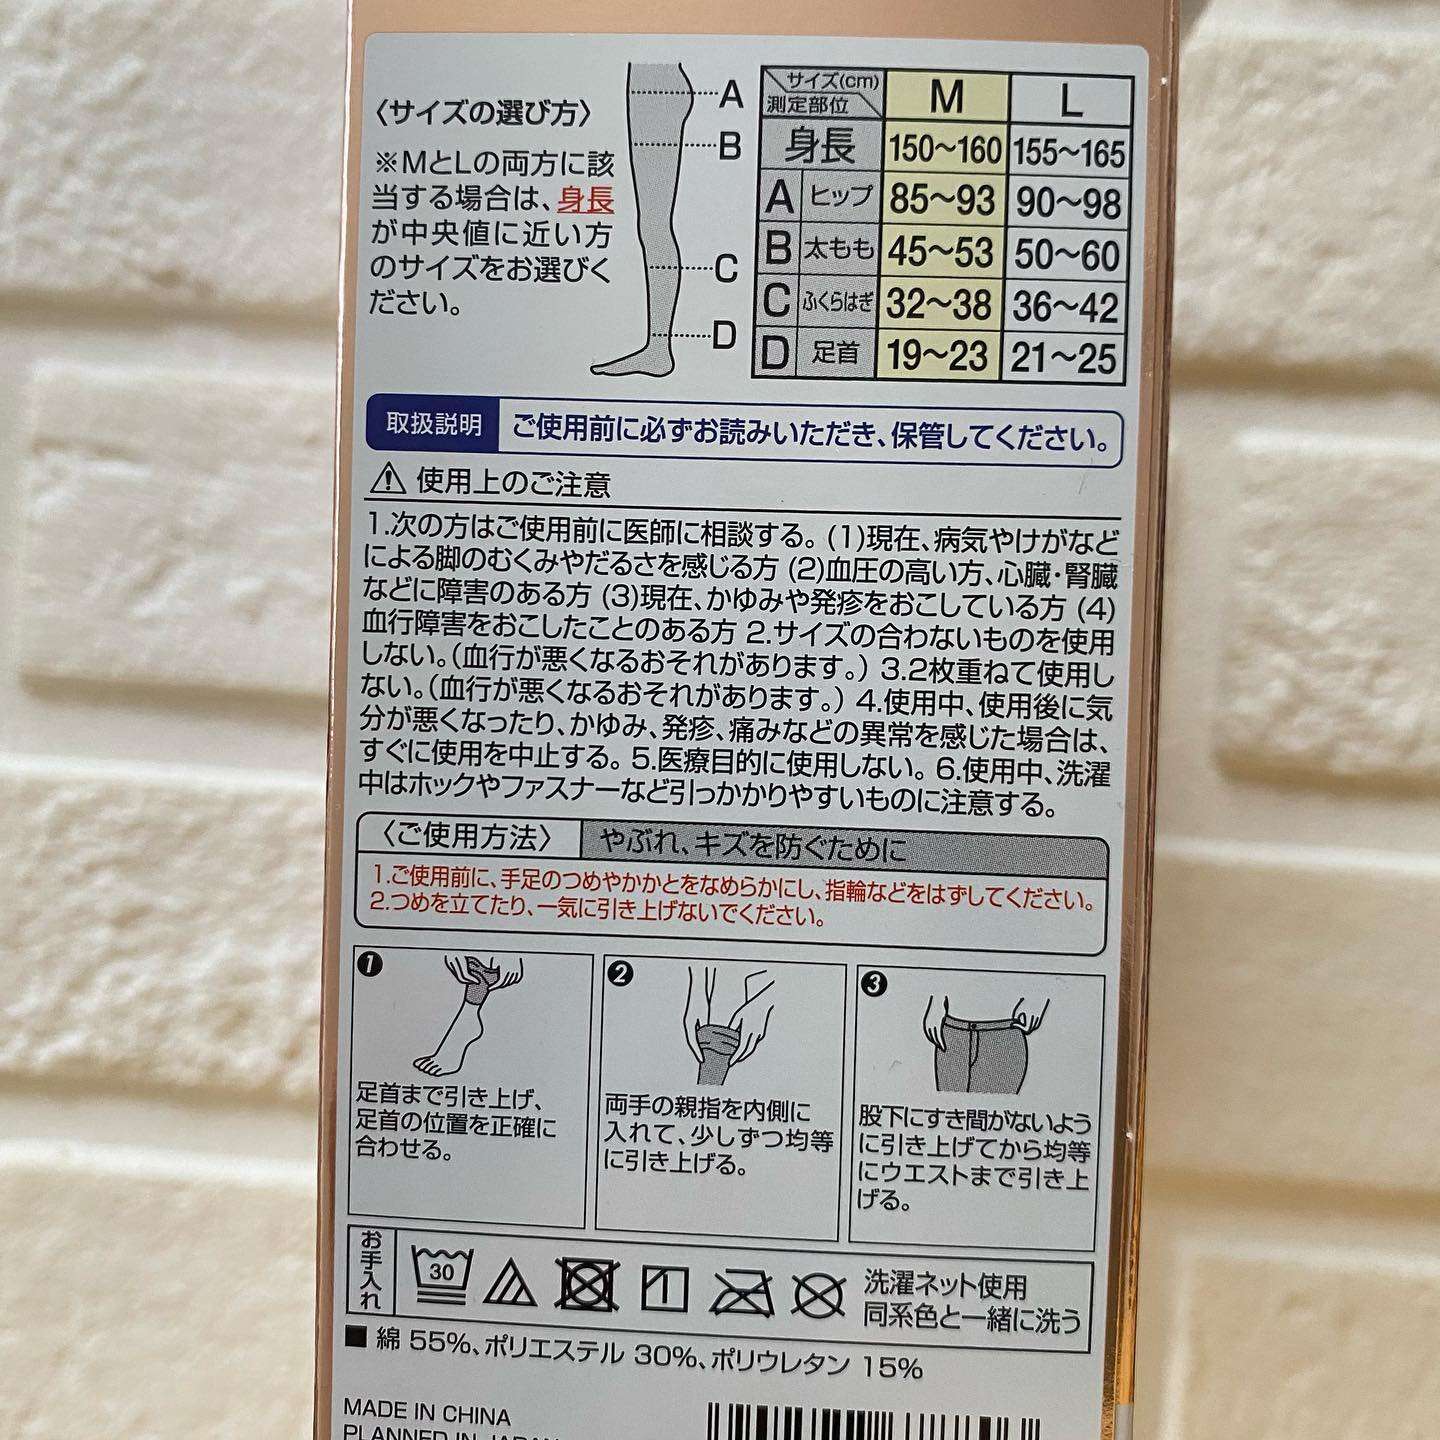 〈サイズの選び方〉
※MとLの両方に該
当する場合は、身長
が中央値に近い方
のサイズをお選びく
ださい。
A
B
C
D
サイズ(cm) M L
測定部位
身長 150〜160 155〜165
A ヒップ 85〜93 90〜98
B 太もも 45〜53 50〜60
C ふくらはぎ 32〜38 36〜42
D 足首 19〜23 21〜25
取扱説明 ご使用前に必ずお読みいただき、保管してください。
使用上のご注意
1.次の方はご使用前に医師に相談する。(1)現在、病気やけがなど
による脚のむくみやだるさを感じる方 (2)血圧の高い方、心臓・腎臓
などに障害のある方 (3)現在、かゆみや発疹をおこしている方 (4)
血行障害をおこしたことのある方 2.サイズの合わないものを使用
しない。(血行が悪くなるおそれがあります。) 3.2枚重ねて使用し
ない。(血行が悪くなるおそれがあります。) 4.使用中、使用後に気
分が悪くなったり、かゆみ、発疹、痛みなどの異常を感じた場合は、
すぐに使用を中止する。 5.医療目的に使用しない。 6.使用中、洗濯
中はホックやファスナーなど引っかかりやすいものに注意する。
〈ご使用方法〉 やぶれ、キズを防ぐために
1.ご使用前に、手足のつめやかかとをなめらかにし、指輪などをはずしてください。
2.つめを立てたり、一気に引き上げないでください。
1
足首まで引き上げ、
足首の位置を正確に
合わせる。
2
両手の親指を内側に
入れて、少しずつ均等
に引き上げる。
3
股下にすき間がないよう
に引き上げてから均等
にウエストまで引き上
げる。
お手入れ
30
洗濯ネット使用
同系色と一緒に洗う
■ 綿 55%、ポリエステル 30%、ポリウレタン 15%
MADE IN CHINA
PLANNED IN JAPAN